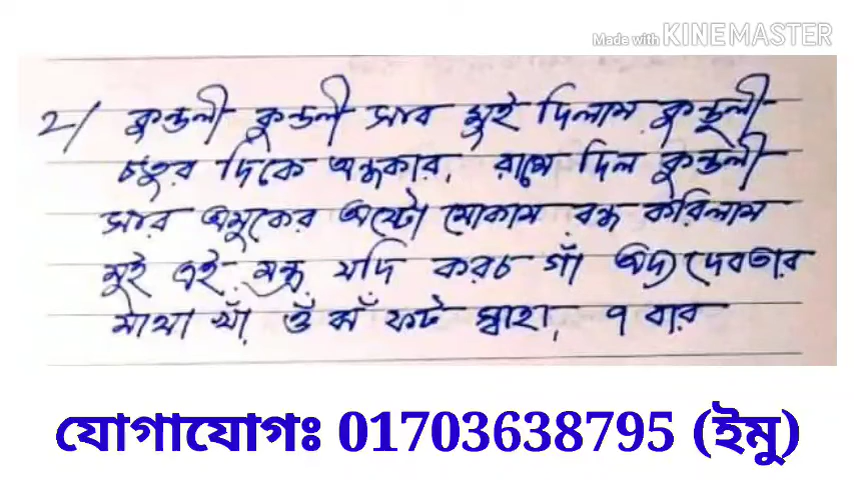 Made with KINEMASTER
২/ কুন্ডলী কুন্ডলী সার মুই দিলাম কুন্ডলী
চতুর দিকে অন্ধকার, রামে দিল কুন্ডলী
সার অমুকের অষ্টো মোকাম বন্ধ করিলাম
মুই এই মন্ত্র যদি করচ গাঁ অদ্য দেবতার
মাথা খাঁ ওঁ ঝঁ ফট স্বাহা, ৭ বার
যোগাযোগঃ 01703638795 (ইমু)